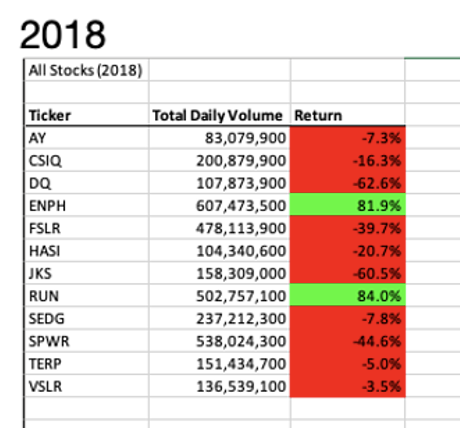 2018
All Stocks (2018)
Ticker Total Daily Volume Return
AY 83,079,900 -7.3%
CSIQ 200,879,900 -16.3%
DQ 107,873,900 -62.6%
ENPH 607,473,500 81.9%
FSLR 478,113,900 -39.7%
HASI 104,340,600 -20.7%
JKS 158,309,000 -60.5%
RUN 502,757,100 84.0%
SEDG 237,212,300 -7.8%
SPWR 538,024,300 -44.6%
TERP 151,434,700 -5.0%
VSLR 136,539,100 -3.5%